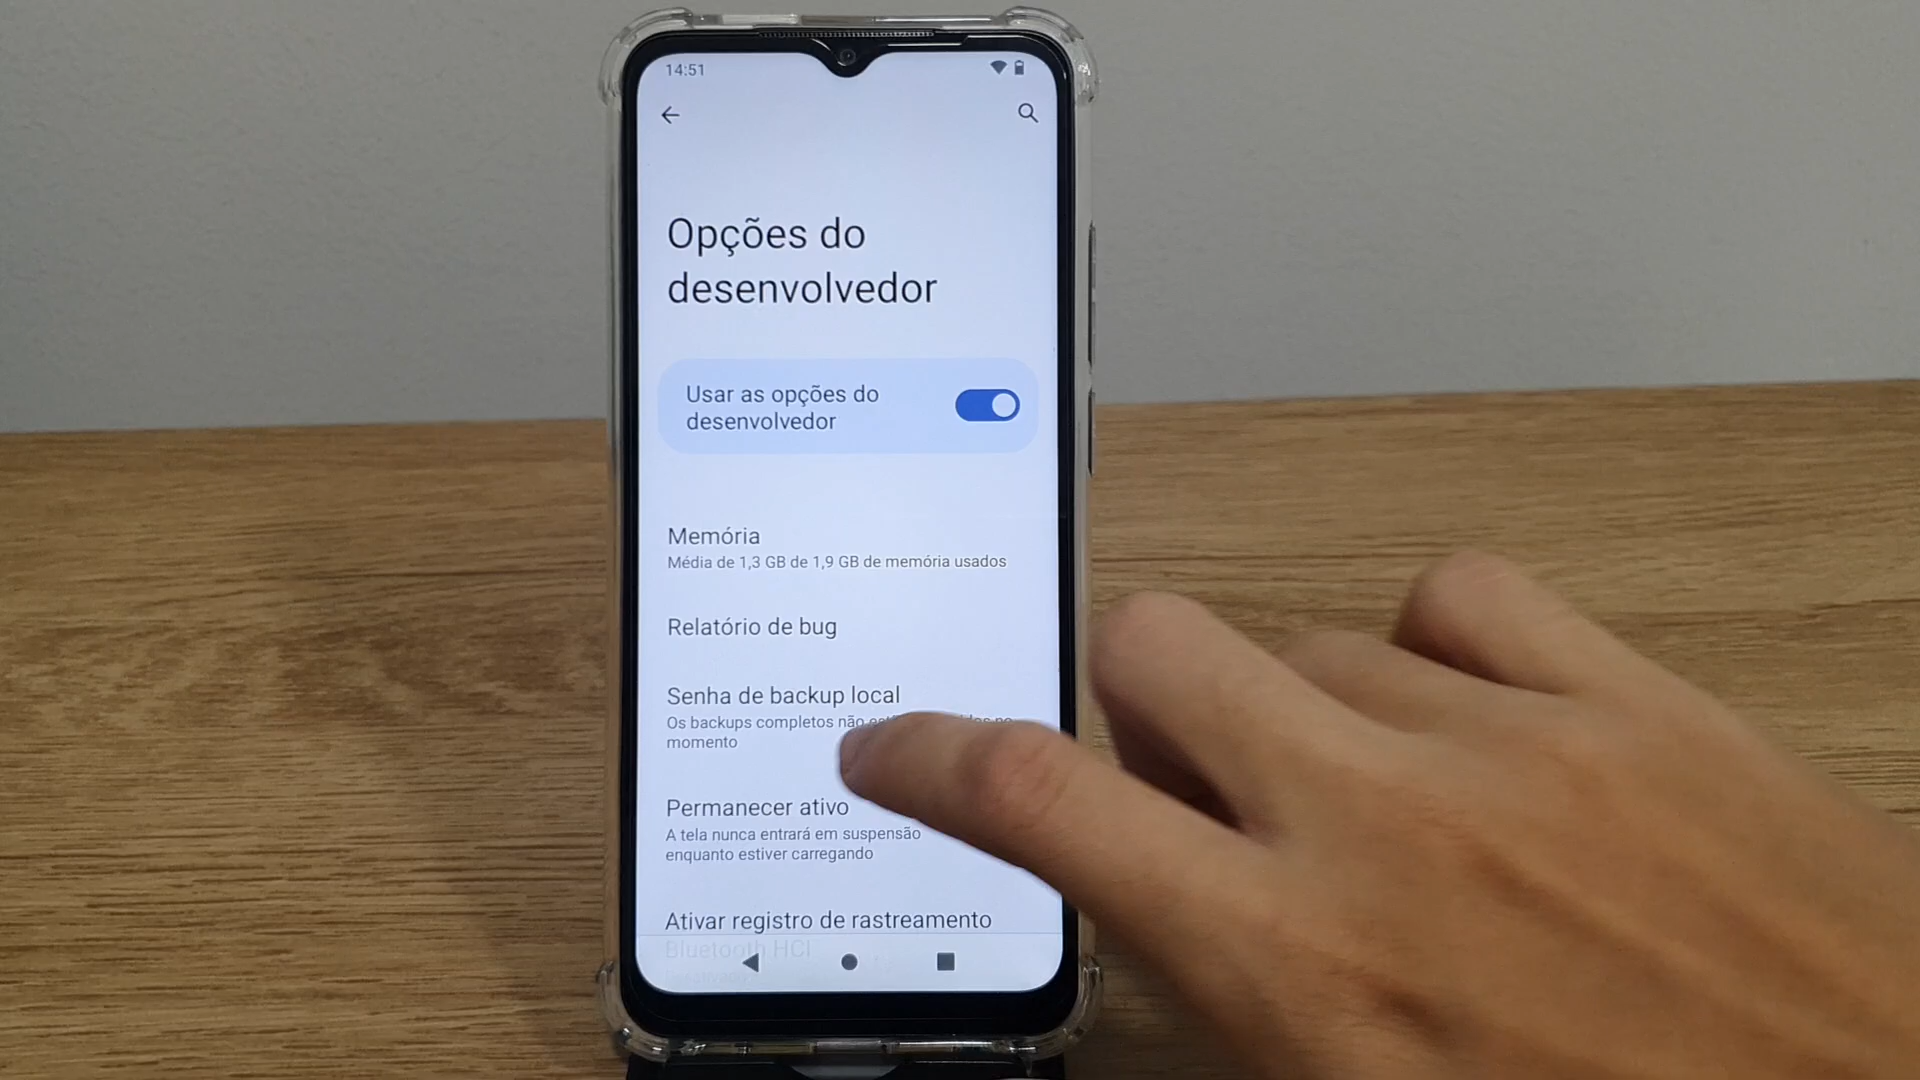 14:51
Opções do
desenvolvedor
Usar as opções do
desenvolvedor
Memória
Média de 1,3 GB de 1,9 GB de memória usados
Relatório de bug
Senha de backup local
Os backups completos não no
momento
Permanecer ativo
A tela nunca entrará em suspensão
enquanto estiver carregando
Ativar registro de rastreamento
Bluetooth HCI